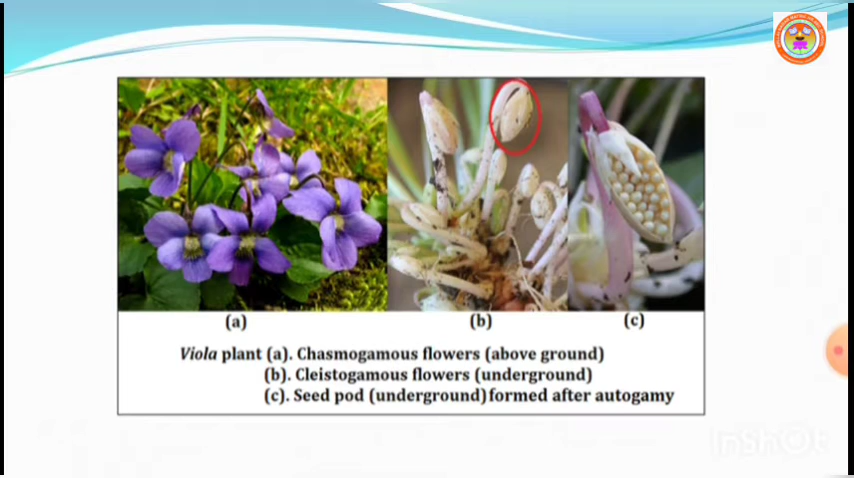 (a) (b) (c)
Viola plant (a). Chasmogamous flowers (above ground)
(b). Cleistogamous flowers (underground)
(c). Seed pod (underground)formed after autogamy
InShOt